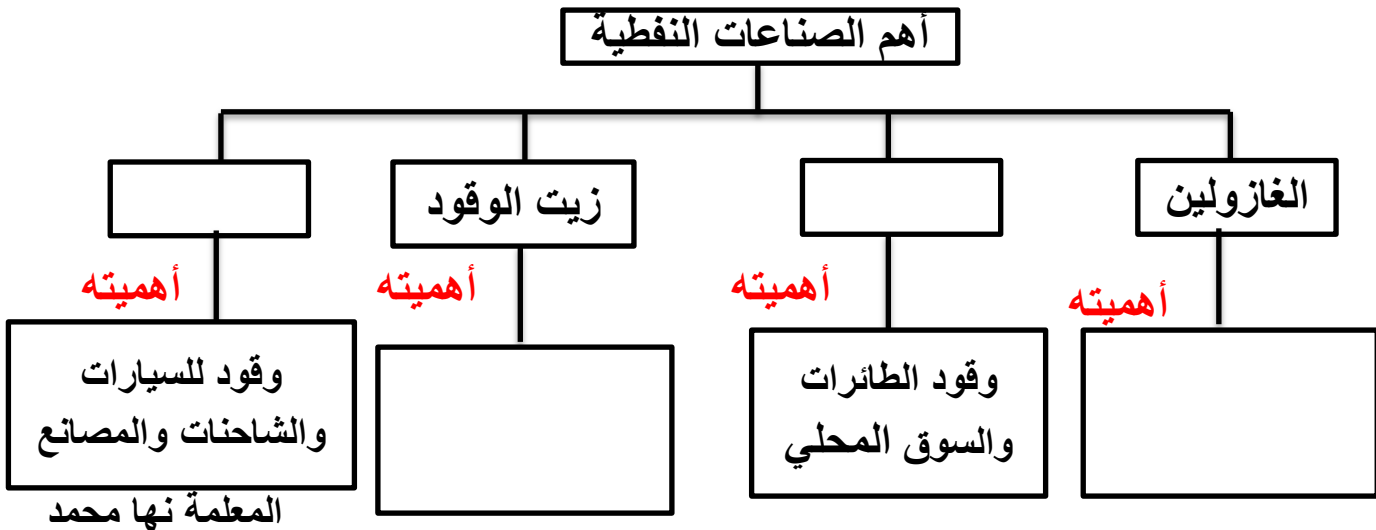 أهم الصناعات النفطية
الغازولين
زيت الوقود
أهميته
أهميته
أهميته
أهميته
وقود الطائرات
والسوق المحلي
وقود للسيارات
والشاحنات والمصانع
المعلمة نها محمد